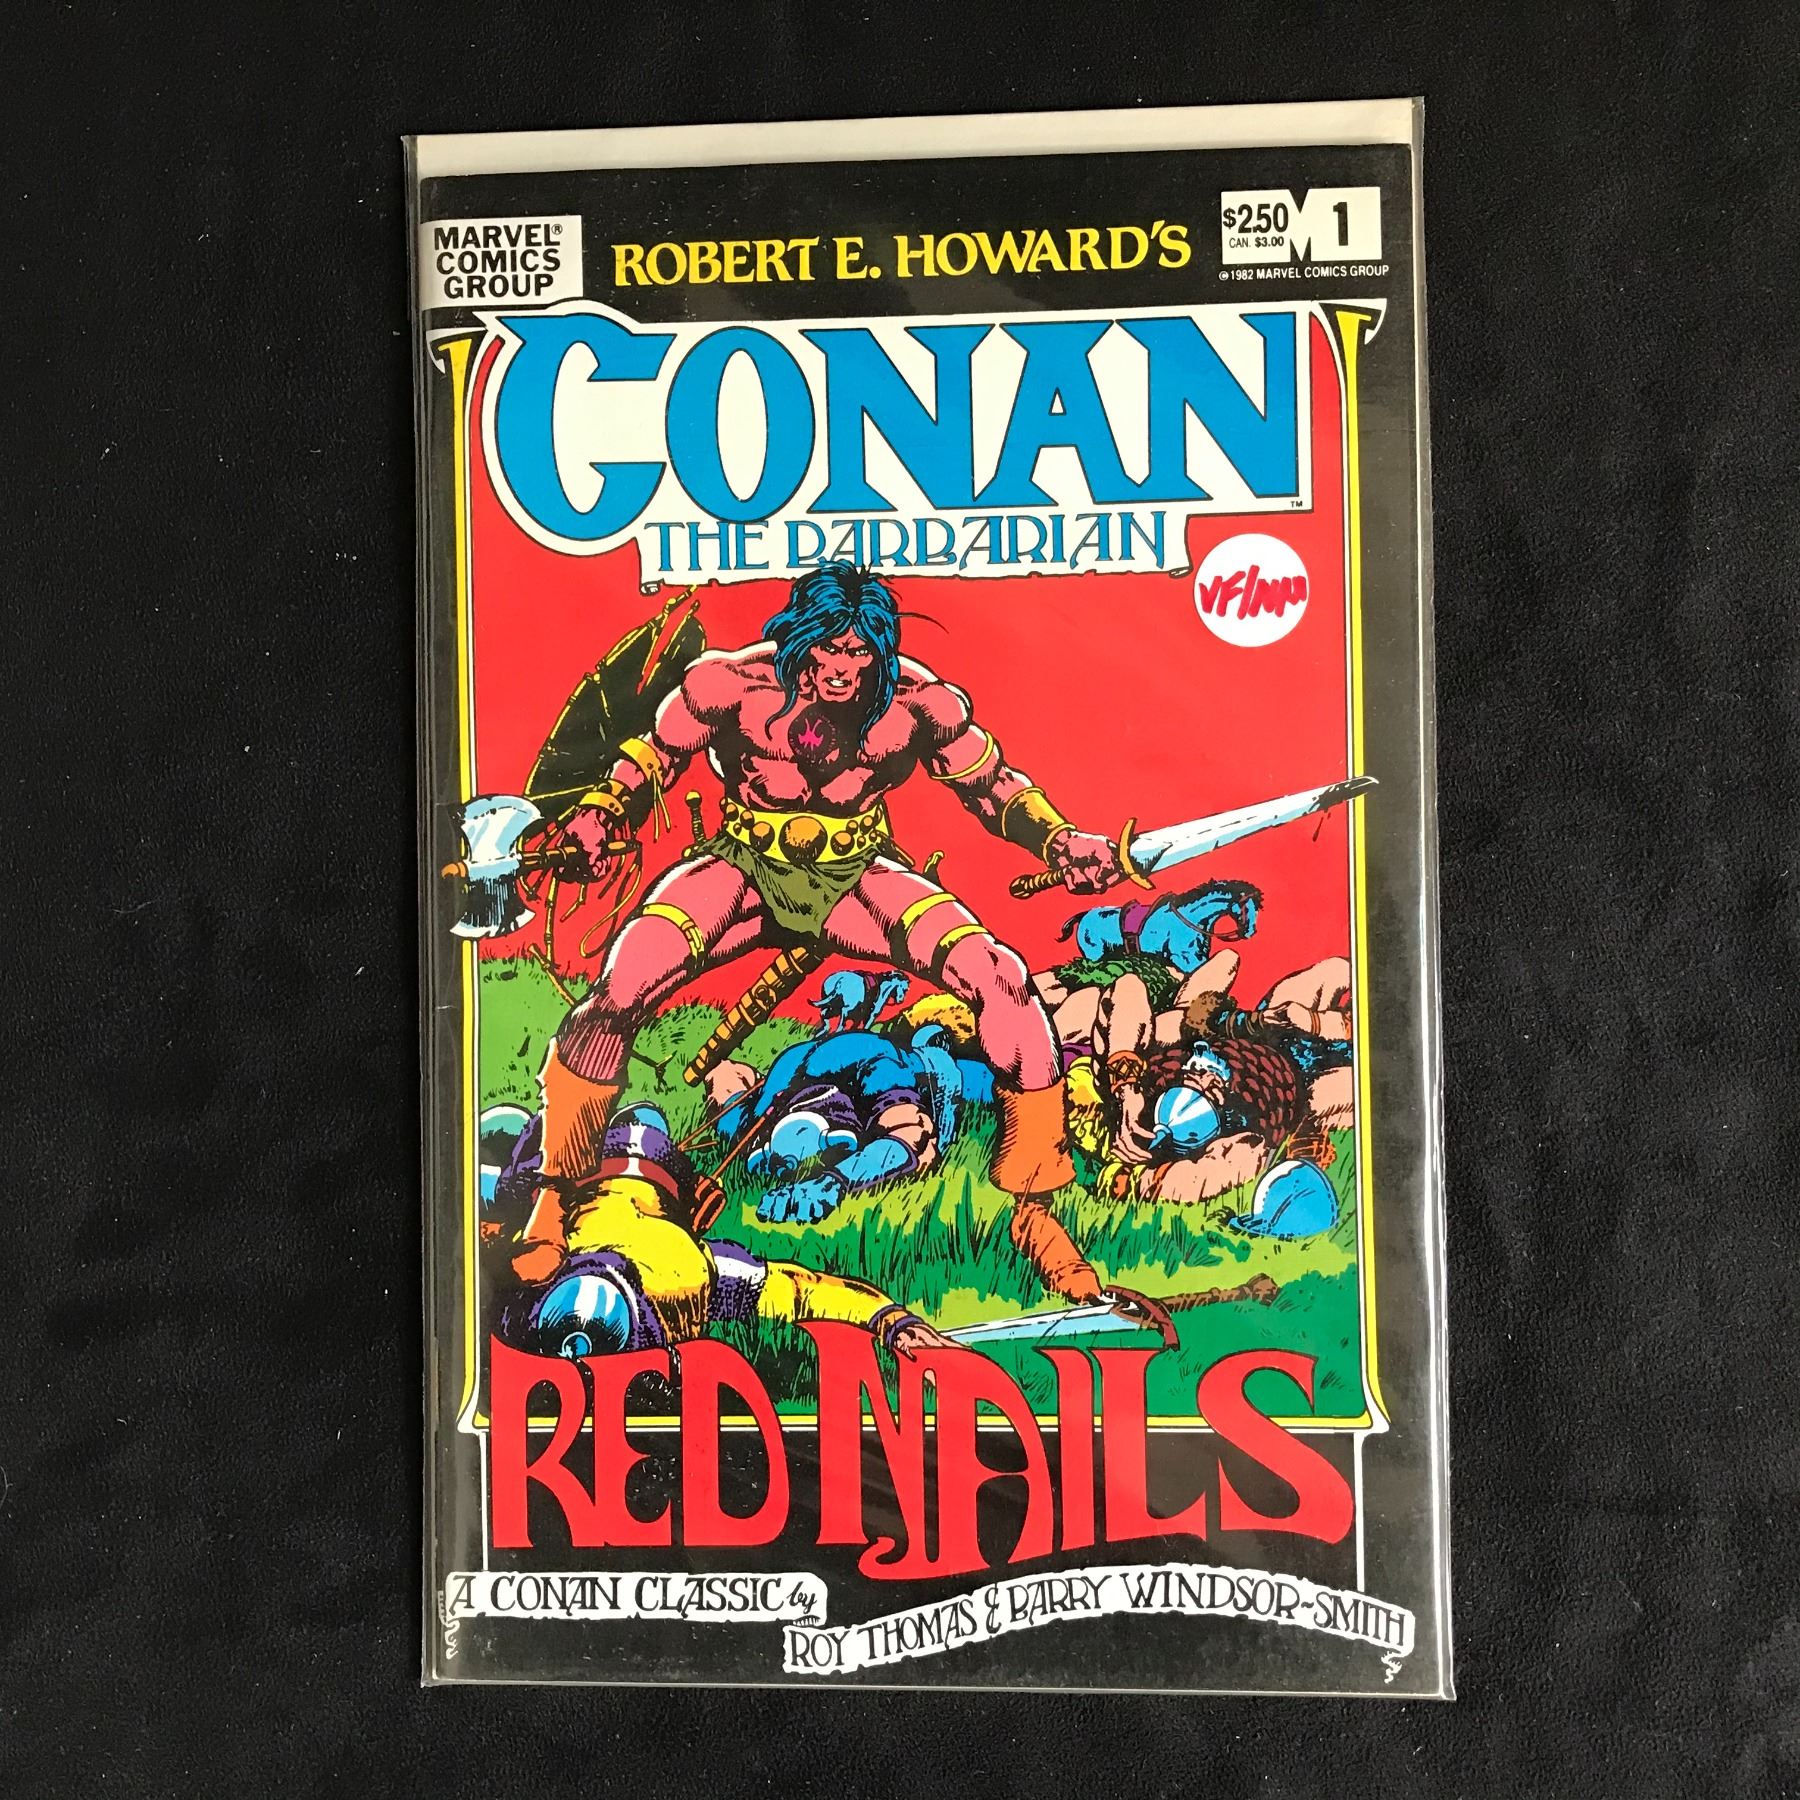 MARVEL®
COMICS
GROUP
ROBERT E. HOWARD'S
$2.50
CAN. $3.00
1
©1982 MARVEL COMICS GROUP
CONAN
TM
THE BARBARIAN
VF/NM
RED NAILS
A CONAN CLASSIC by
ROY THOMAS & BARRY WINDSOR-SMITH